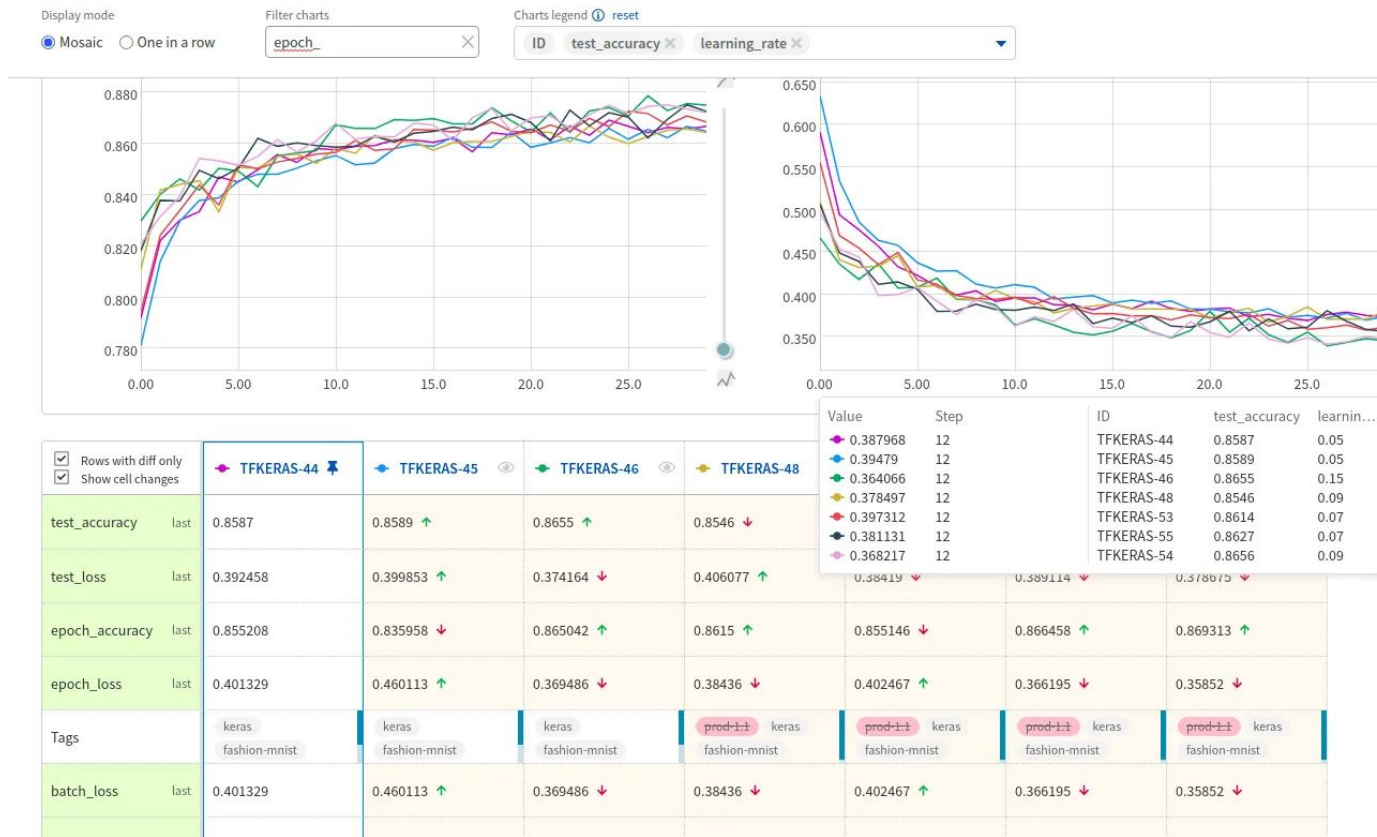 Display mode
Filter charts
Charts legend reset
Mosaic One in a row
epoch_
ID test_accuracy learning_rate
0.880
0.860
0.840
0.820
0.800
0.780
0.00 5.00 10.0 15.0 20.0 25.0
0.650
0.600
0.550
0.500
0.450
0.400
0.350
0.00 5.00 10.0 15.0 20.0 25.0
Value Step ID test_accuracy learnin...
0.387968 12 TFKERAS-44 0.8587 0.05
0.39479 12 TFKERAS-45 0.8589 0.05
0.364066 12 TFKERAS-46 0.8655 0.15
0.378497 12 TFKERAS-48 0.8546 0.09
0.397312 12 TFKERAS-53 0.8614 0.07
0.381131 12 TFKERAS-55 0.8627 0.07
0.368217 12 TFKERAS-54 0.8656 0.09
Rows with diff only
Show cell changes
TFKERAS-44 TFKERAS-45 TFKERAS-46 TFKERAS-48
test_accuracy last 0.8587 0.8589 0.8655 0.8546
test_loss last 0.392458 0.399853 0.374164 0.406077 0.38419 0.389114 0.378675
epoch_accuracy last 0.855208 0.835958 0.865042 0.8615 0.855146 0.866458 0.869313
epoch_loss last 0.401329 0.460113 0.369486 0.38436 0.402467 0.366195 0.35852
Tags
keras keras keras prod-1.1 keras prod-1.1 keras prod-1.1 keras prod-1.1 keras
fashion-mnist fashion-mnist fashion-mnist fashion-mnist fashion-mnist fashion-mnist fashion-mnist
batch_loss last 0.401329 0.460113 0.369486 0.38436 0.402467 0.366195 0.35852